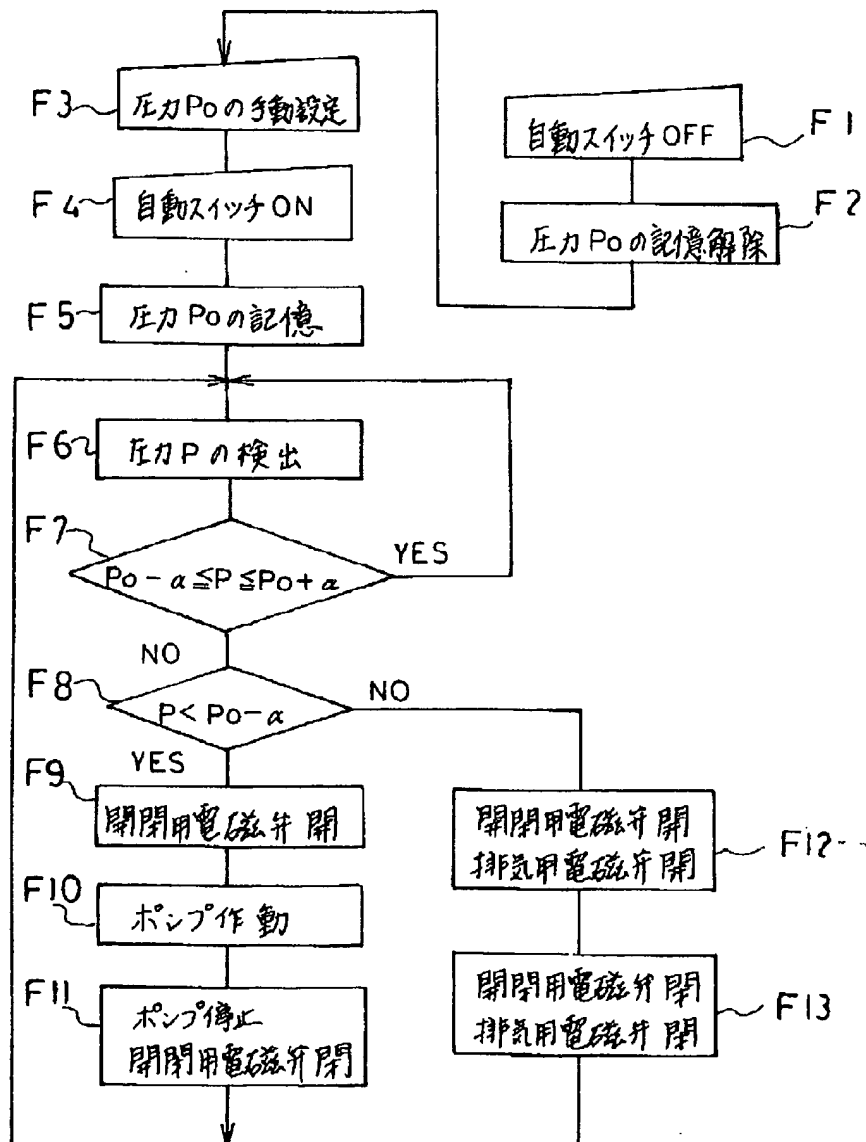 F3
圧力Poの手動設定
自動スイッチOFF
F1
F4
自動スイッチON
F2
圧力Poの記憶解除
F5
圧力Poの記憶
F6
圧力Pの検出
F7
Po-α≦P≦Po+α
YES
NO
F8
P<Po-α
NO
YES
F9
開閉用電磁弁開
開閉用電磁弁開
排気用電磁弁開
F12
F10
ポンプ作動
F11
ポンプ停止
開閉用電磁弁閉
開閉用電磁弁閉
排気用電磁弁閉
F13